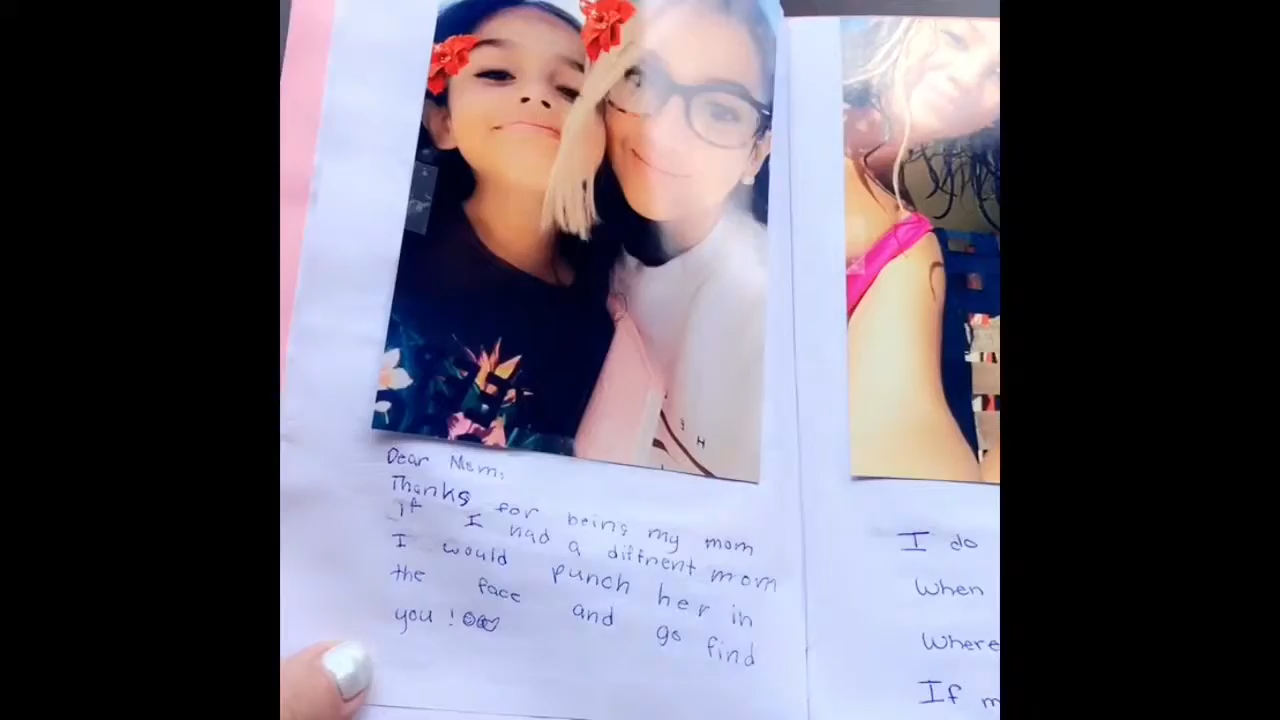 Dear Mom,
Thanks for being my mom
If I had a diffrent mom
I would punch her in
the face and go find
you !
I do
When
Where
If m